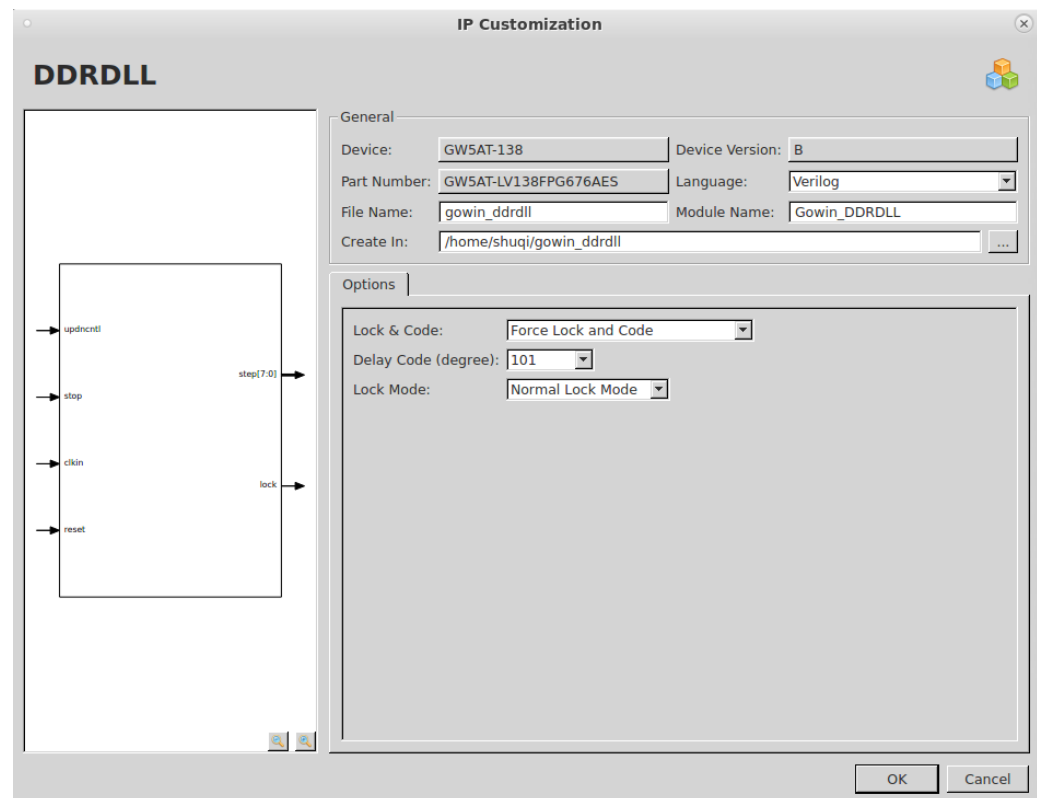 IP Customization
DDRDLL
General
Device: GW5AT-138 Device Version: B
Part Number: GW5AT-LV138FPG676AES Language: Verilog
File Name: gowin_ddrdll Module Name: Gowin_DDRDLL
Create In: /home/shuqi/gowin_ddrdll ...
Options
Lock & Code: Force Lock and Code
Delay Code (degree): 101
Lock Mode: Normal Lock Mode
updncntl
step[7:0]
stop
clkin
lock
reset
OK Cancel